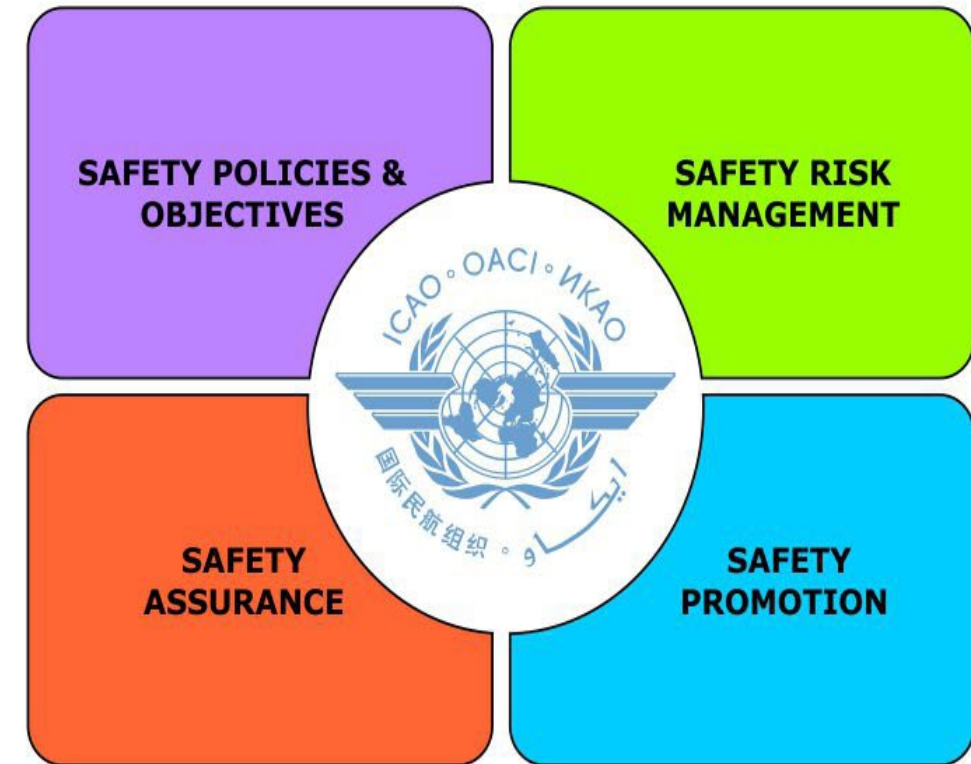 SAFETY POLICIES &
OBJECTIVES
SAFETY RISK
MANAGEMENT
ICAO ° OACI ° ИКАО
国际民航组织 ° ايكاو
SAFETY
ASSURANCE
SAFETY
PROMOTION